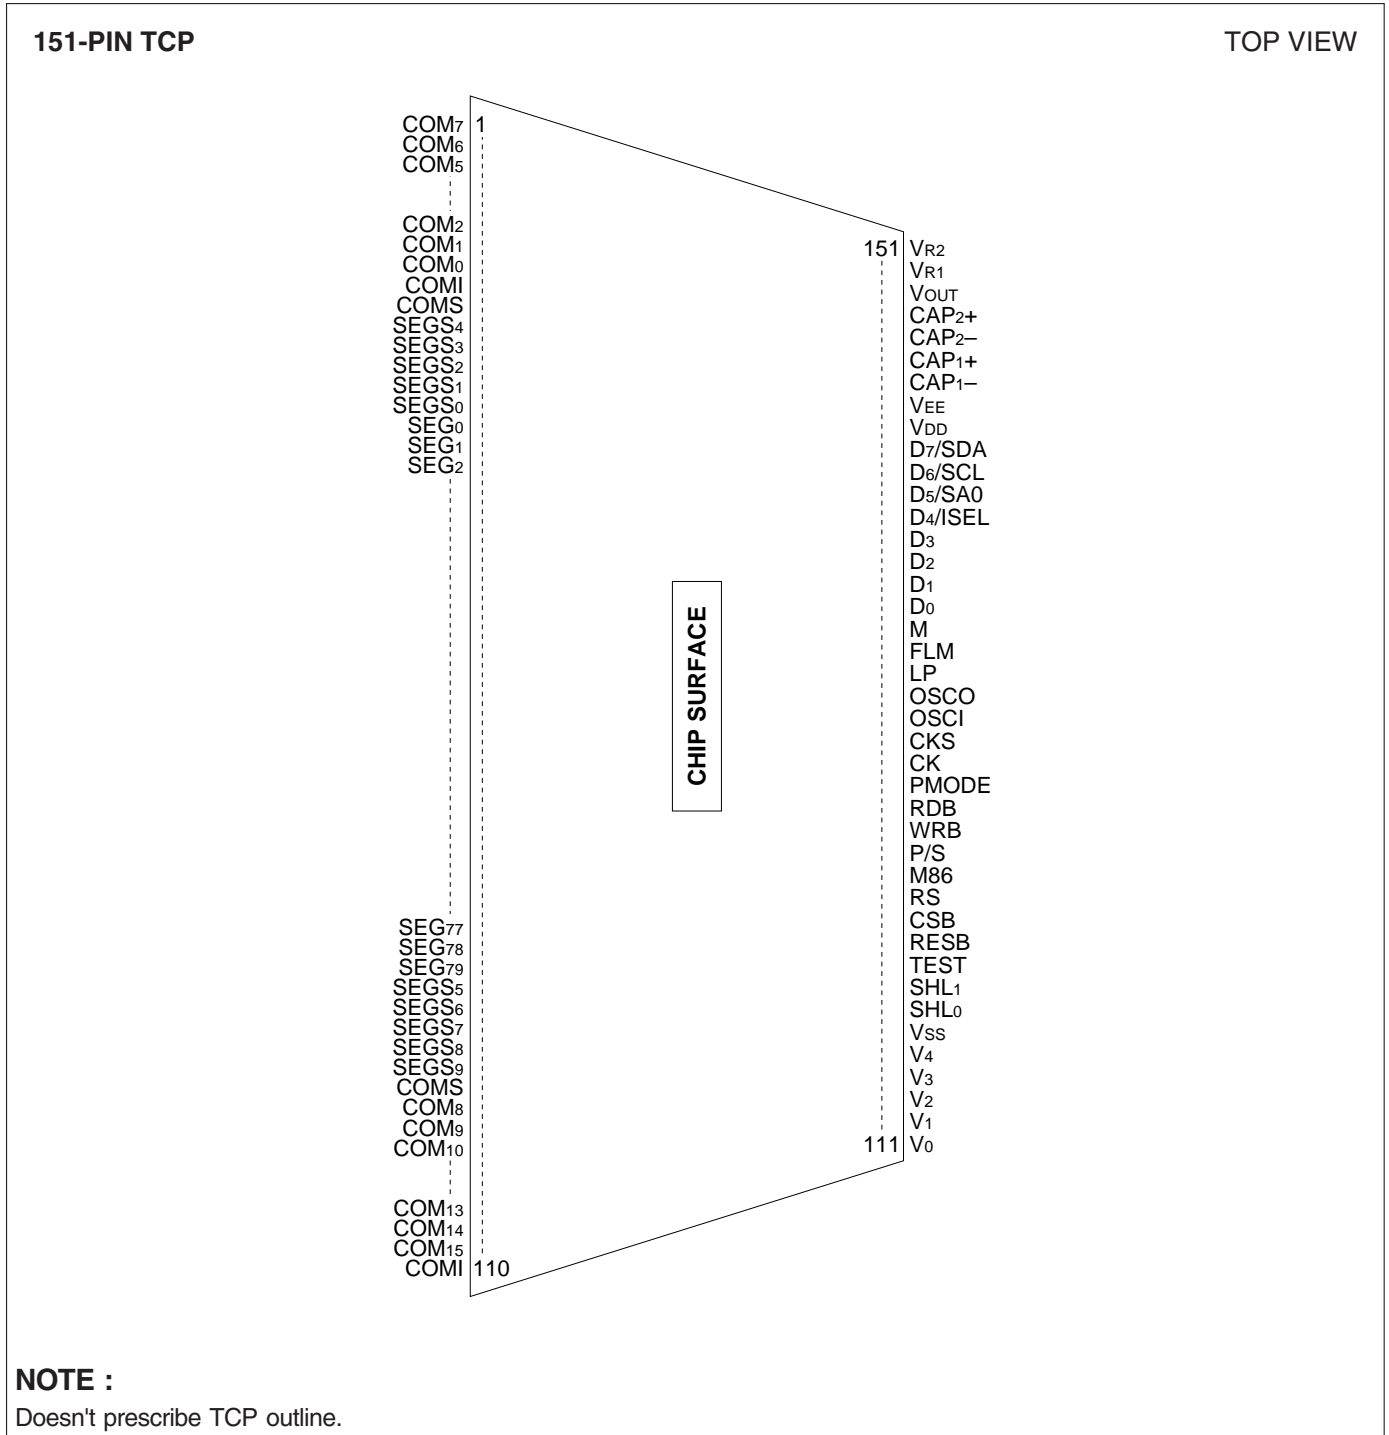 151-PIN TCP
TOP VIEW
COM7 1
COM6
COM5
COM2
COM1
COM0
COMI
COMS
SEGS4
SEGS3
SEGS2
SEGS1
SEGS0
SEG0
SEG1
SEG2
SEG77
SEG78
SEG79
SEGS5
SEGS6
SEGS7
SEGS8
SEGS9
COMS
COM8
COM9
COM10
COM13
COM14
COM15
COMI 110
CHIP SURFACE
151 VR2
VR1
VOUT
CAP2+
CAP2–
CAP1+
CAP1–
VEE
VDD
D7/SDA
D6/SCL
D5/SA0
D4/ISEL
D3
D2
D1
D0
M
FLM
LP
OSCO
OSCI
CKS
CK
PMODE
RDB
WRB
P/S
M86
RS
CSB
RESB
TEST
SHL1
SHL0
VSS
V4
V3
V2
V1
111 V0
NOTE :
Doesn't prescribe TCP outline.